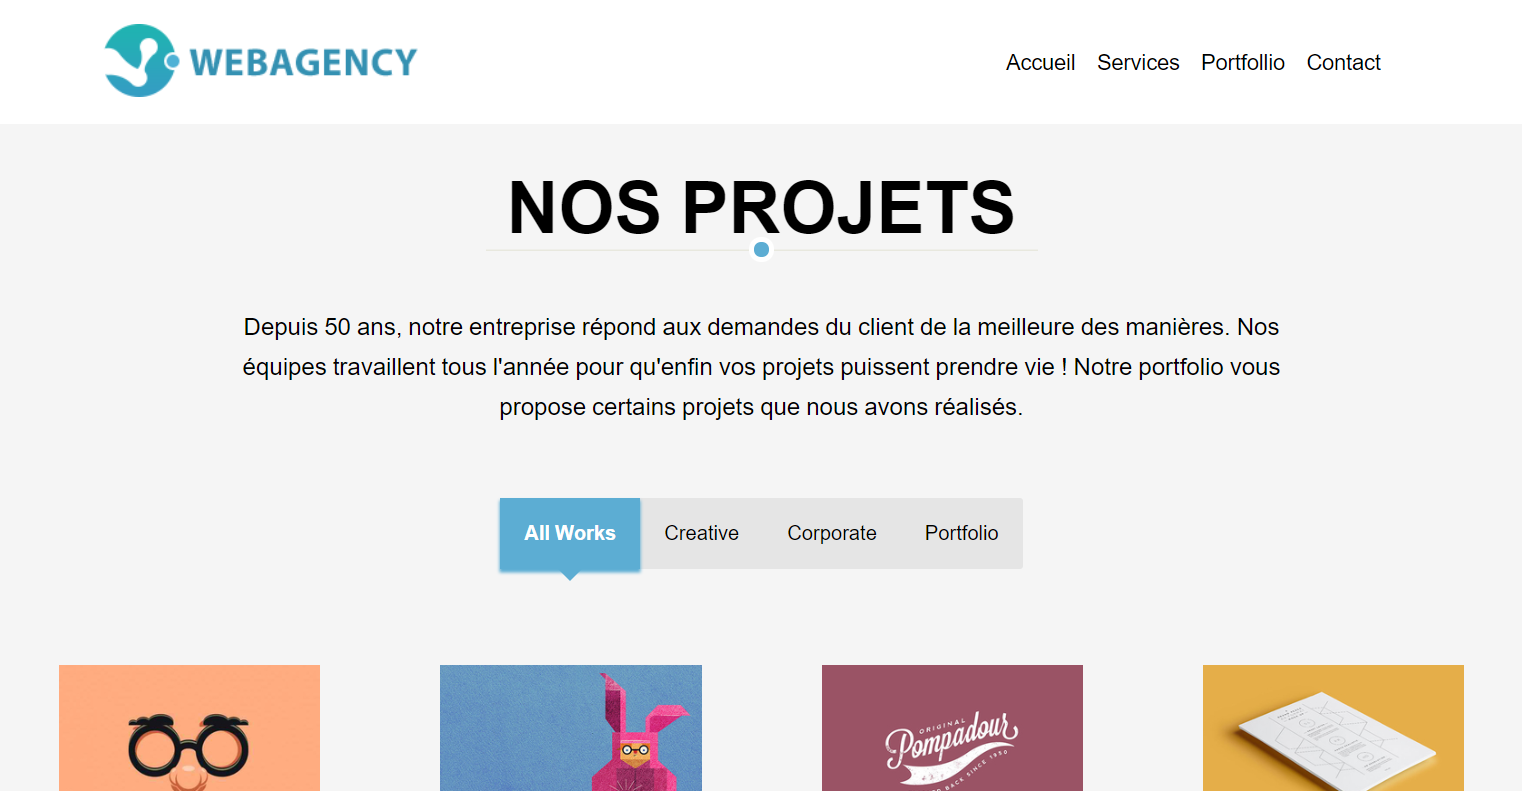 WEBAGENCY
Accueil Services Portfollio Contact
NOS PROJETS
Depuis 50 ans, notre entreprise répond aux demandes du client de la meilleure des manières. Nos
équipes travaillent tous l'année pour qu'enfin vos projets puissent prendre vie ! Notre portfolio vous
propose certains projets que nous avons réalisés.
All Works Creative Corporate Portfolio
ORIGINAL
Pompadour
BACK SINCE 1950